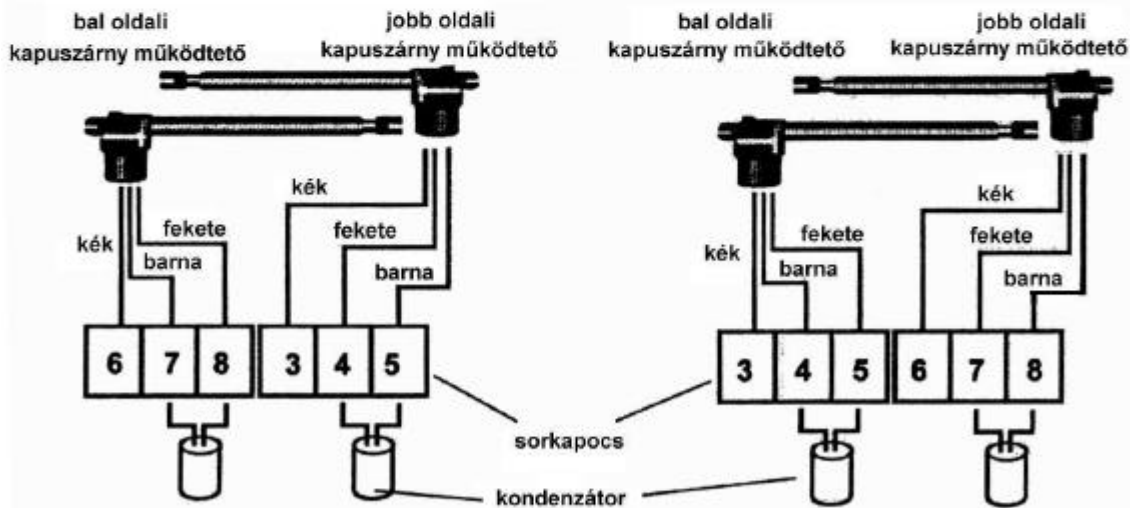 bal oldali
kapuszárny működtető
jobb oldali
kapuszárny működtető
kék
fekete
barna
kék
fekete
barna
6 7 8 3 4 5
bal oldali
kapuszárny működtető
jobb oldali
kapuszárny működtető
kék
fekete
barna
kék
fekete
barna
3 4 5 6 7 8
sorkapocs
kondenzátor